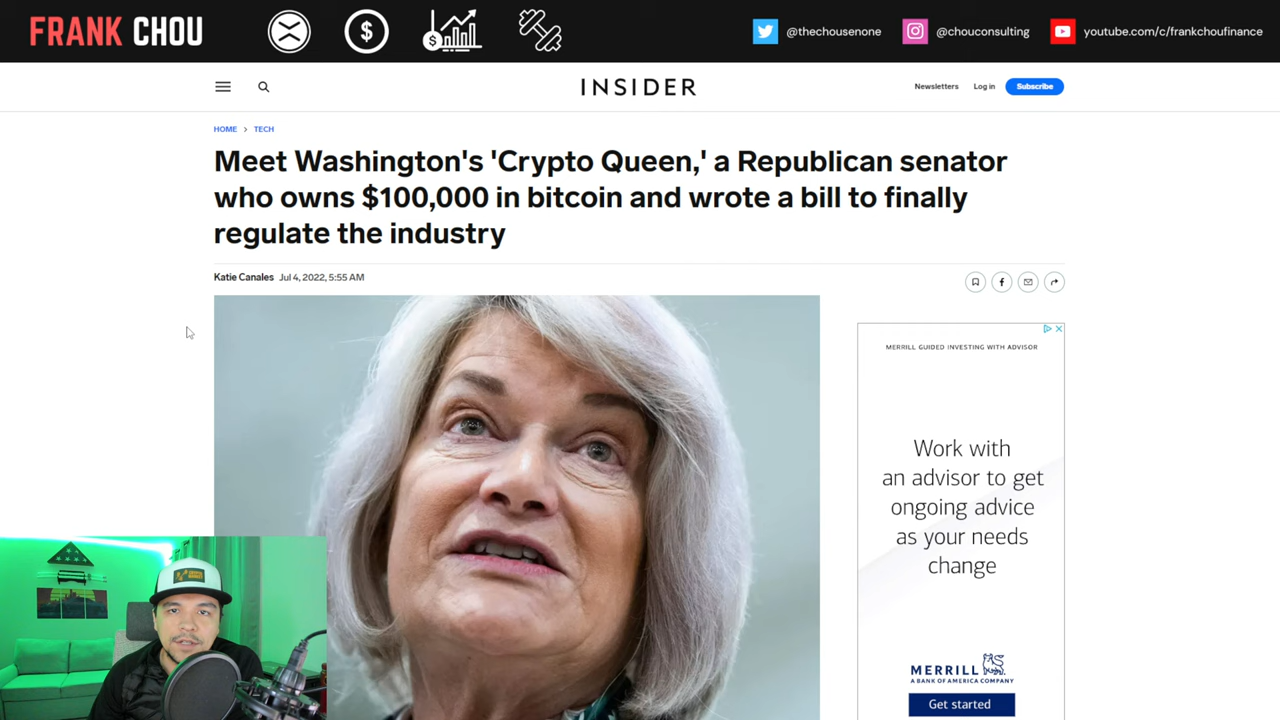 FRANK CHOU
@thechousenone
@chouconsulting
youtube.com/c/frankchoufinance
INSIDER
Newsletters
Log in
Subscribe
HOME > TECH
Meet Washington's 'Crypto Queen,' a Republican senator
who owns $100,000 in bitcoin and wrote a bill to finally
regulate the industry
Katie Canales Jul 4, 2022, 5:55 AM
MERRILL GUIDED INVESTING WITH ADVISOR
Work with
an advisor to get
ongoing advice
as your needs
change
MERRILL
A BANK OF AMERICA COMPANY
Get started